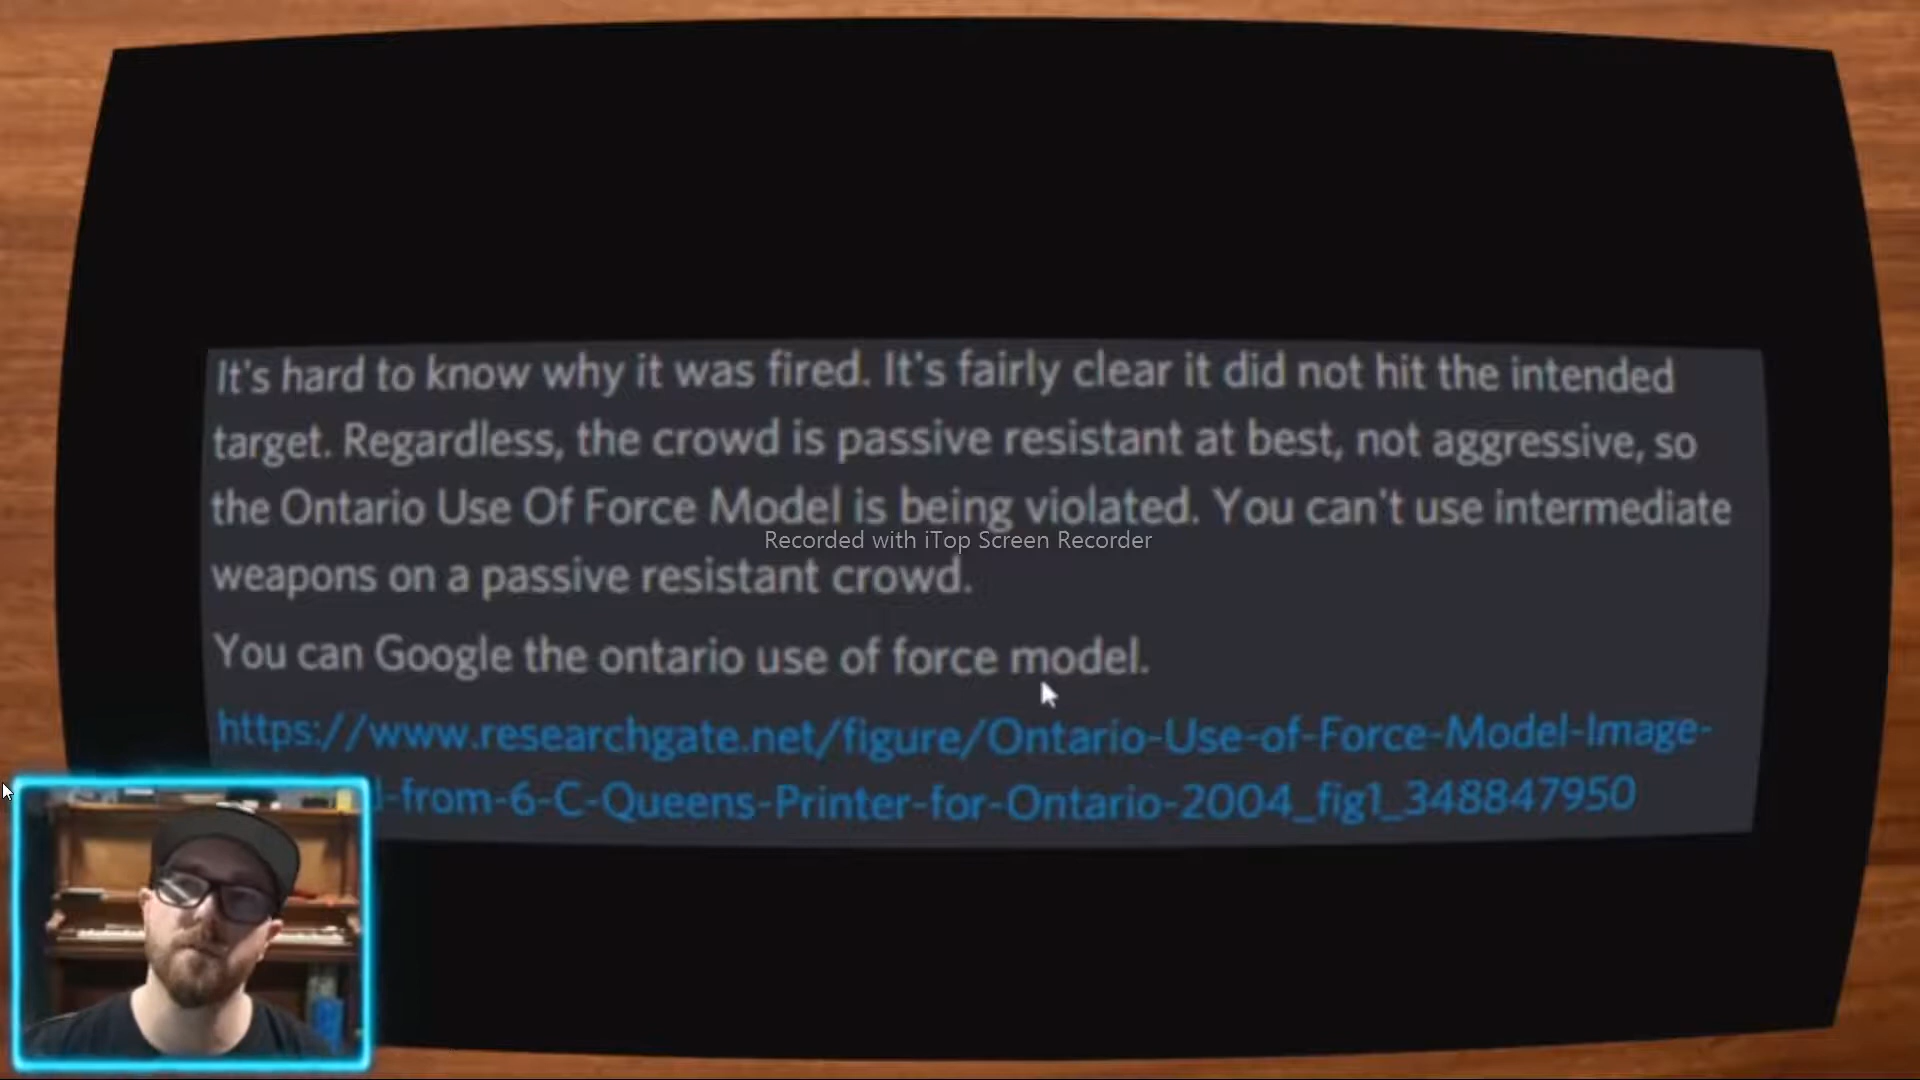 It's hard to know why it was fired. It's fairly clear it did not hit the intended
target. Regardless, the crowd is passive resistant at best, not aggressive, so
the Ontario Use Of Force Model is being violated. You can't use intermediate
Recorded with iTop Screen Recorder
weapons on a passive resistant crowd.
You can Google the ontario use of force model.
https://www.researchgate.net/figure/Ontario-Use-of-Force-Model-Image-
-from-6-C-Queens-Printer-for-Ontario-2004_fig1_348847950